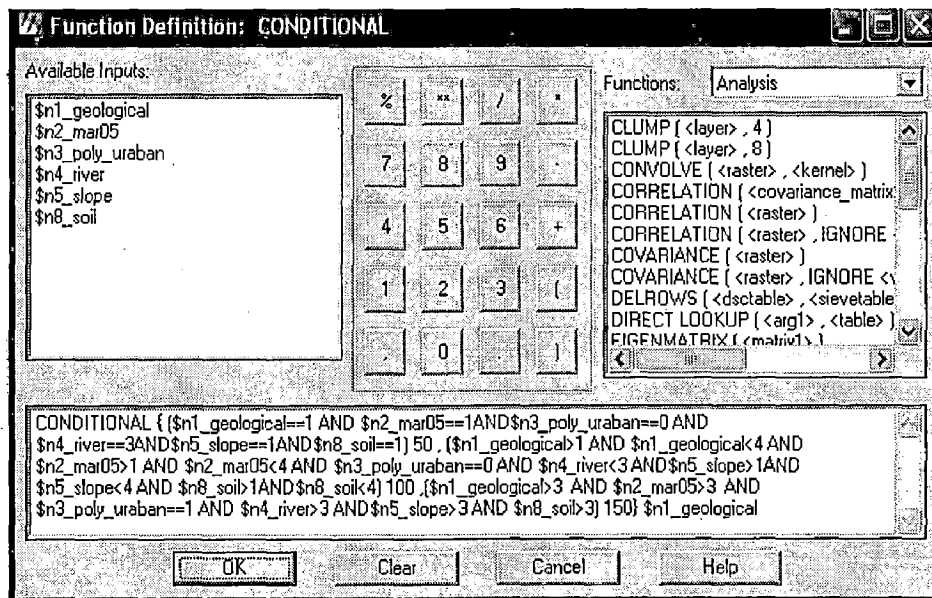 Function Definition: CONDITIONAL
Available Inputs:
$n1_geological
$n2_mar05
$n3_poly_uraban
$n4_river
$n5_slope
$n8_soil
% ** / *
7 8 9 -
4 5 6 +
1 2 3 (
, 0 . )
Functions: Analysis
CLUMP ( <layer> , 4 )
CLUMP ( <layer> , 8 )
CONVOLVE ( <raster> , <kernel> )
CORRELATION ( <covariance_matrix
CORRELATION ( <raster> )
CORRELATION ( <raster> , IGNORE
COVARIANCE ( <raster> )
COVARIANCE ( <raster> , IGNORE <v
DELROWS ( <dsctable> , <sievetable
DIRECT LOOKUP ( <arg1> , <table> )
EIGENMATRIX ( <matrix1> )
CONDITIONAL { ($n1_geological==1 AND $n2_mar05==1AND$n3_poly_uraban==0 AND
$n4_river==3AND$n5_slope==1AND$n8_soil==1) 50 , ($n1_geological>1 AND $n1_geological<4 AND
$n2_mar05>1 AND $n2_mar05<4 AND $n3_poly_uraban==0 AND $n4_river<3 AND$n5_slope>1AND
$n5_slope<4 AND $n8_soil>1AND$n8_soil<4) 100 ,($n1_geological>3 AND $n2_mar05>3 AND
$n3_poly_uraban==1 AND $n4_river>3 AND$n5_slope>3 AND $n8_soil>3) 150} $n1_geological
OK Clear Cancel Help